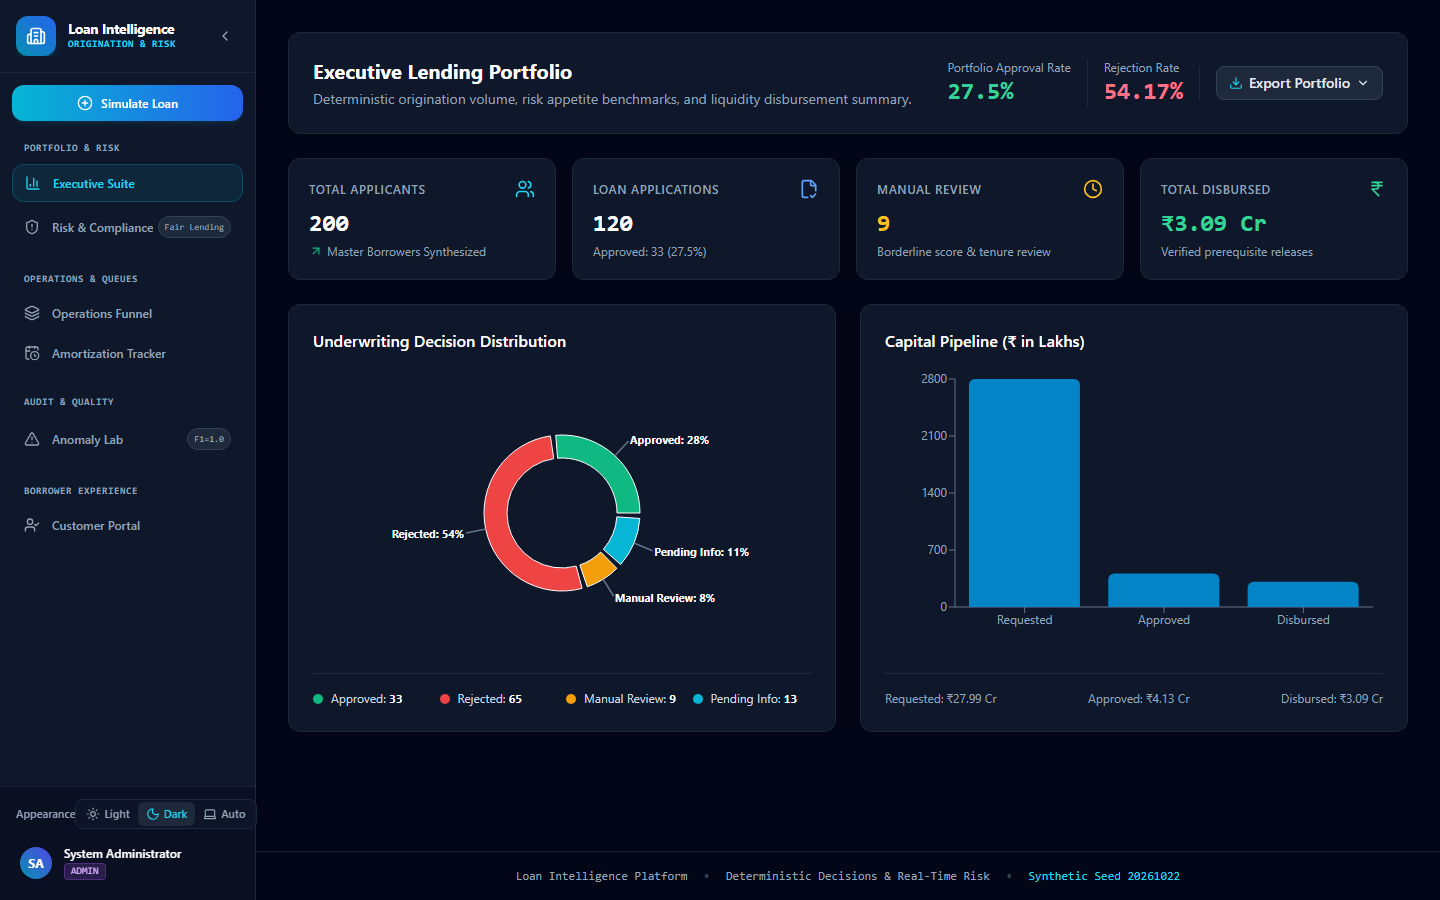 Loan Intelligence
ORIGINATION & RISK
Simulate Loan
PORTFOLIO & RISK
Executive Suite
Risk & Compliance
Fair Lending
OPERATIONS & QUEUES
Operations Funnel
Amortization Tracker
AUDIT & QUALITY
Anomaly Lab
F1=1.0
BORROWER EXPERIENCE
Customer Portal
Appearance
Light
Dark
Auto
SA
System Administrator
ADMIN
Executive Lending Portfolio
Deterministic origination volume, risk appetite benchmarks, and liquidity disbursement summary.
Portfolio Approval Rate
27.5%
Rejection Rate
54.17%
Export Portfolio
TOTAL APPLICANTS
200
Master Borrowers Synthesized
LOAN APPLICATIONS
120
Approved: 33 (27.5%)
MANUAL REVIEW
9
Borderline score & tenure review
TOTAL DISBURSED
₹
₹3.09 Cr
Verified prerequisite releases
Underwriting Decision Distribution
Approved: 28%
Rejected: 54%
Pending Info: 11%
Manual Review: 8%
Approved: 33
Rejected: 65
Manual Review: 9
Pending Info: 13
Capital Pipeline (₹ in Lakhs)
2800
2100
1400
700
0
Requested
Approved
Disbursed
Requested: ₹27.99 Cr
Approved: ₹4.13 Cr
Disbursed: ₹3.09 Cr
Loan Intelligence Platform • Deterministic Decisions & Real-Time Risk • Synthetic Seed 20261022